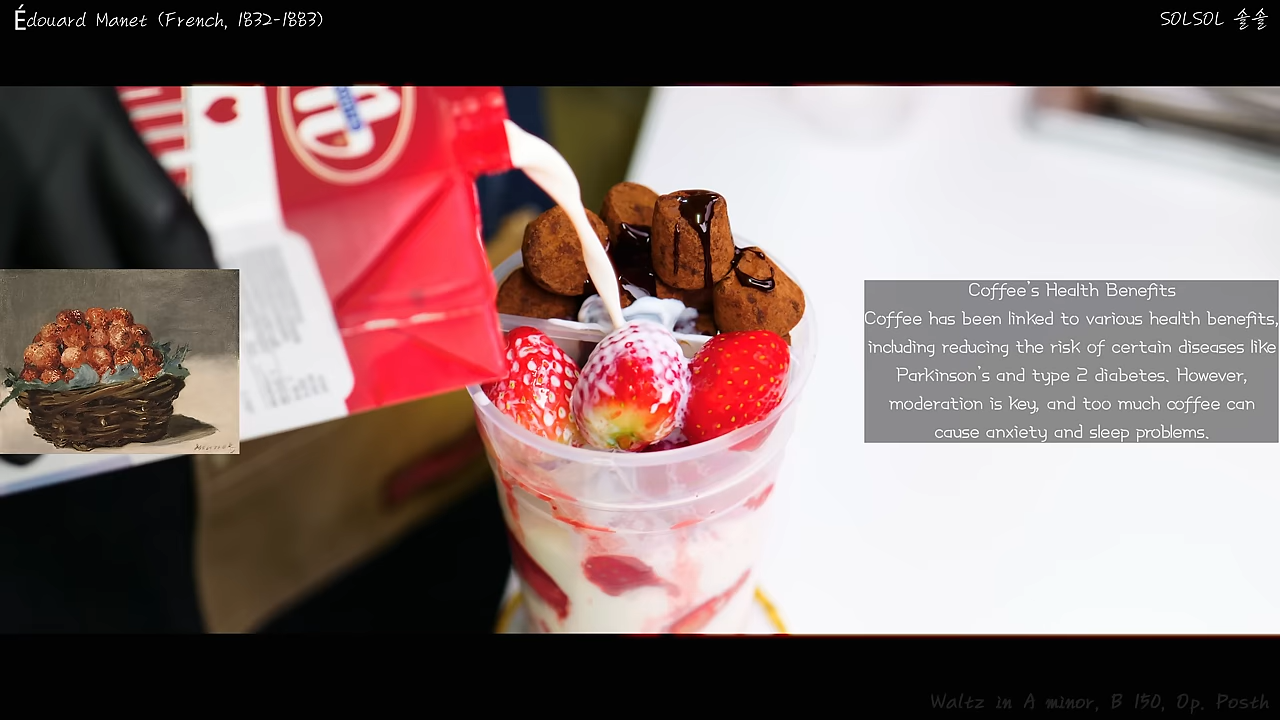 Édouard Manet (French, 1832-1883)
SOLSOL 솔솔
Coffee's Health Benefits
Coffee has been linked to various health benefits,
including reducing the risk of certain diseases like
Parkinson's and type 2 diabetes. However,
moderation is key, and too much coffee can
cause anxiety and sleep problems.
Waltz in A minor, B 150, Op. Posth